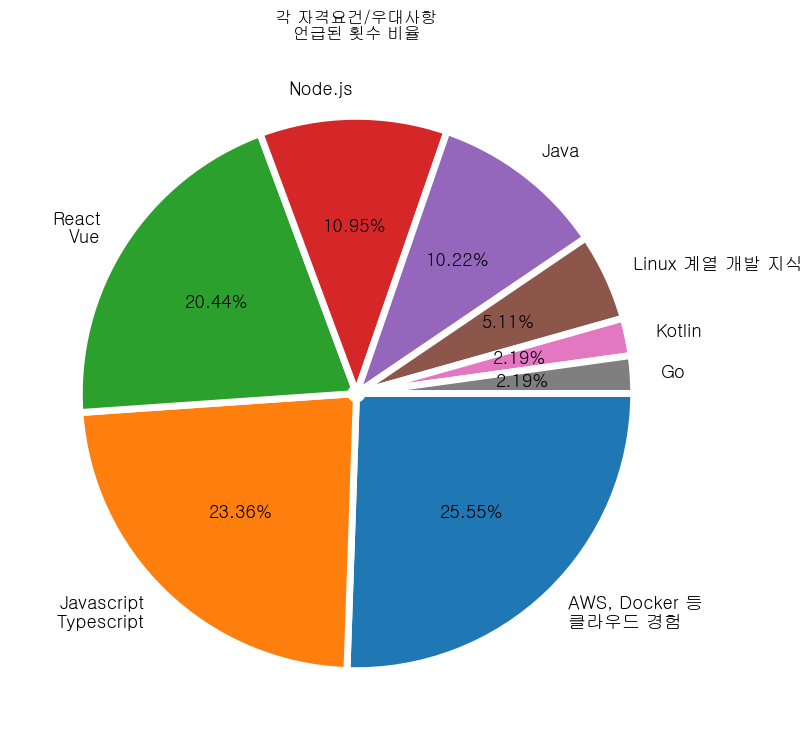 각 자격요건/우대사항
언급된 횟수 비율
Node.js
Java
10.95%
React
Vue
10.22%
Linux 계열 개발 지식
20.44%
5.11%
Kotlin
2.19%
Go
2.19%
23.36%
25.55%
Javascript
Typescript
AWS, Docker 등
클라우드 경험